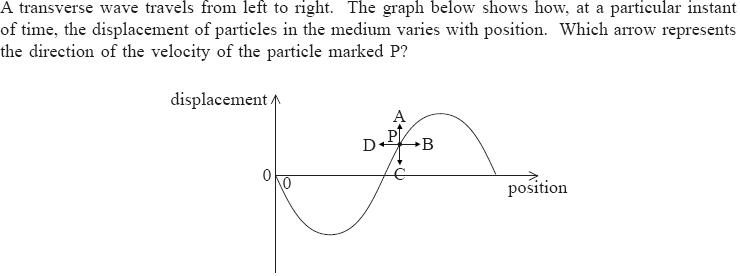 A transverse wave travels from left to right. The graph below shows how, at a particular instant
of time, the displacement of particles in the medium varies with position. Which arrow represents
the direction of the velocity of the particle marked P?
displacement
A
P
D
B
0
C
0
position